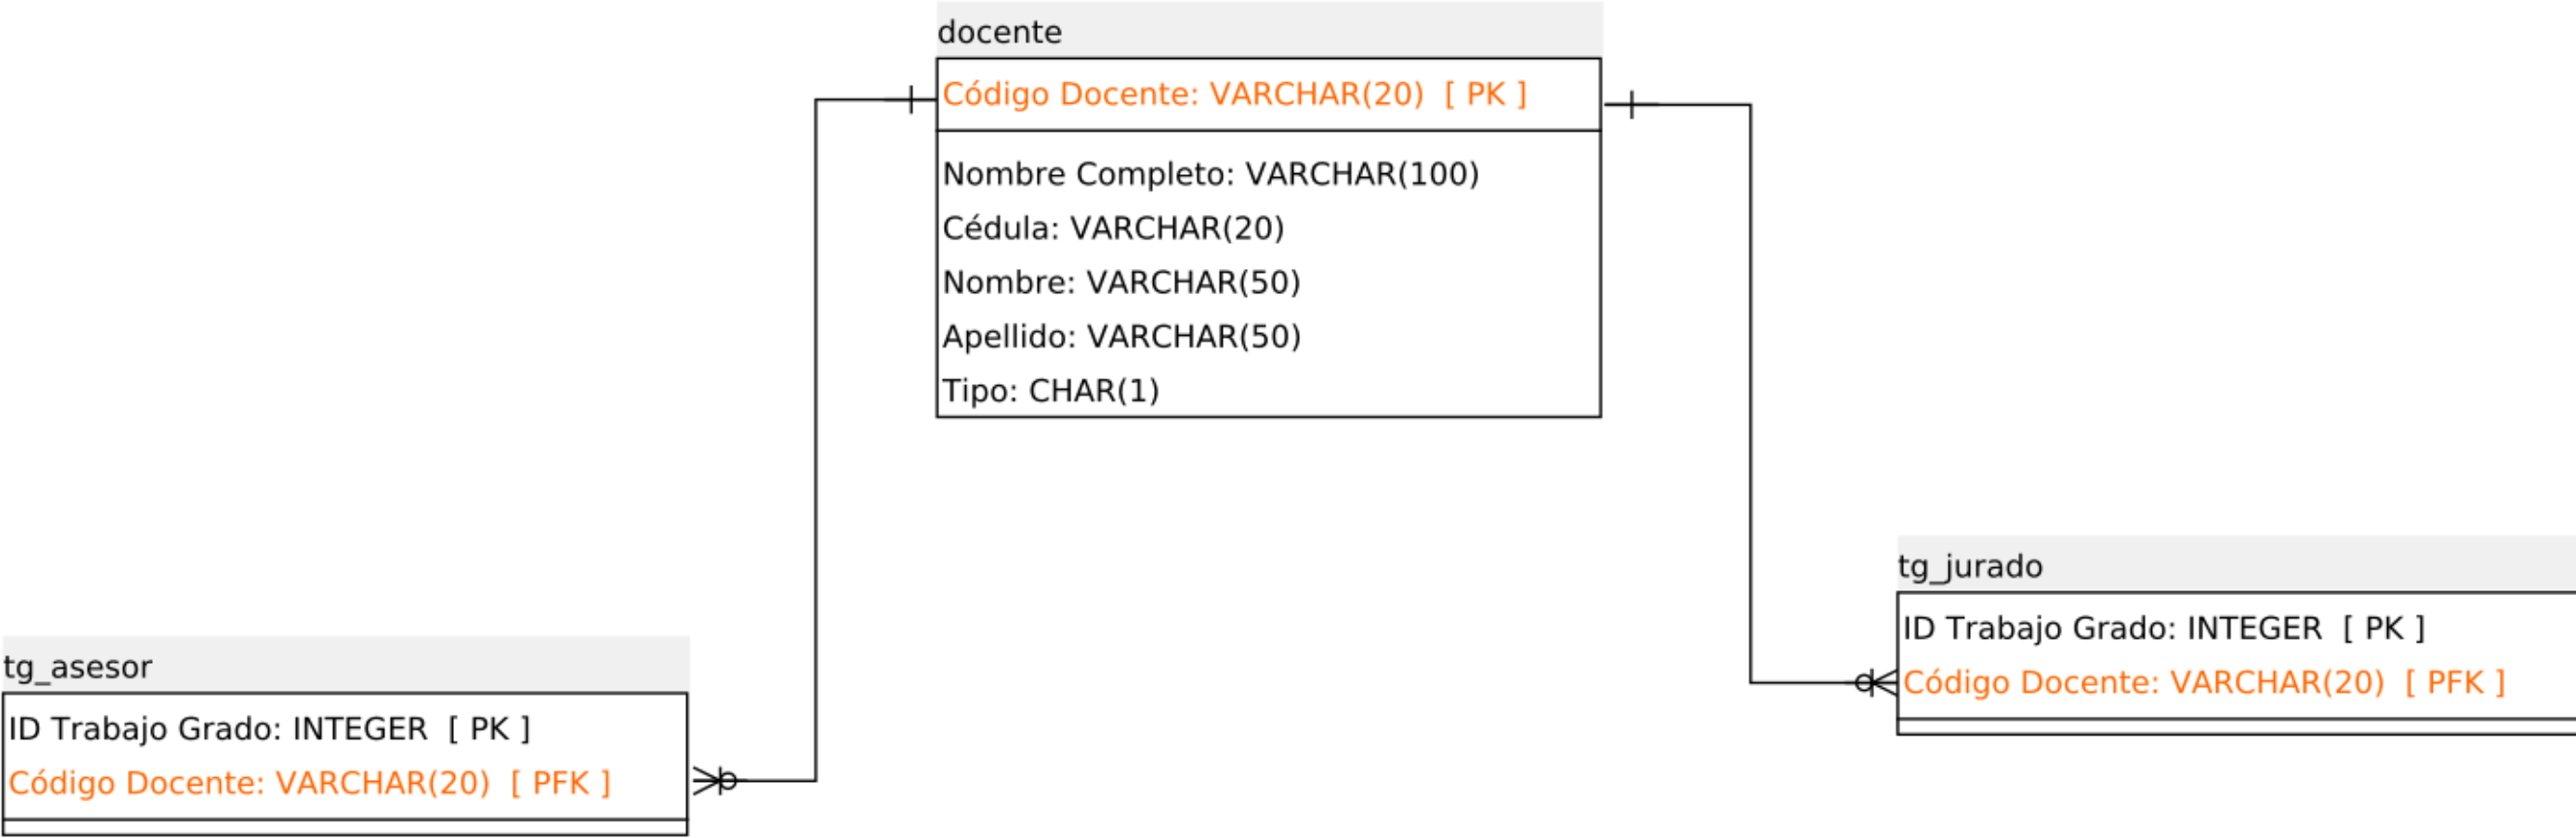 docente
Código Docente: VARCHAR(20) [ PK ]
Nombre Completo: VARCHAR(100)
Cédula: VARCHAR(20)
Nombre: VARCHAR(50)
Apellido: VARCHAR(50)
Tipo: CHAR(1)
tg_asesor
ID Trabajo Grado: INTEGER [ PK ]
Código Docente: VARCHAR(20) [ PFK ]
tg_jurado
ID Trabajo Grado: INTEGER [ PK ]
Código Docente: VARCHAR(20) [ PFK ]